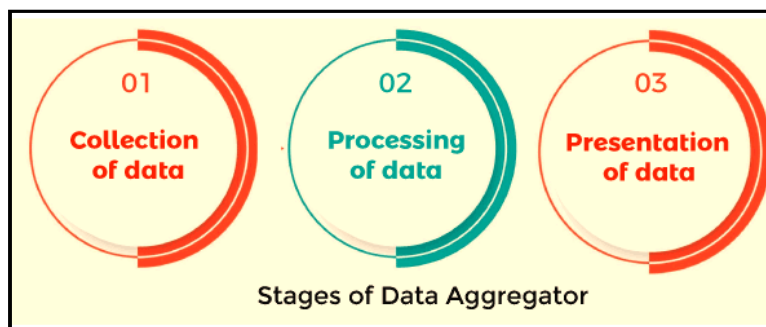 01
Collection
of data
02
Processing
of data
03
Presentation
of data
Stages of Data Aggregator